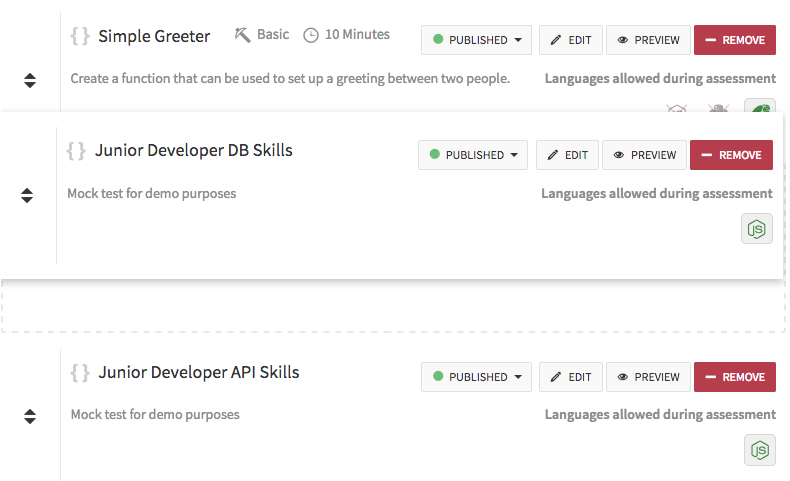 { } Simple Greeter Basic 10 Minutes PUBLISHED EDIT PREVIEW REMOVE
Create a function that can be used to set up a greeting between two people. Languages allowed during assessment
{ } Junior Developer DB Skills PUBLISHED EDIT PREVIEW REMOVE
Mock test for demo purposes Languages allowed during assessment
JS
{ } Junior Developer API Skills PUBLISHED EDIT PREVIEW REMOVE
Mock test for demo purposes Languages allowed during assessment
JS